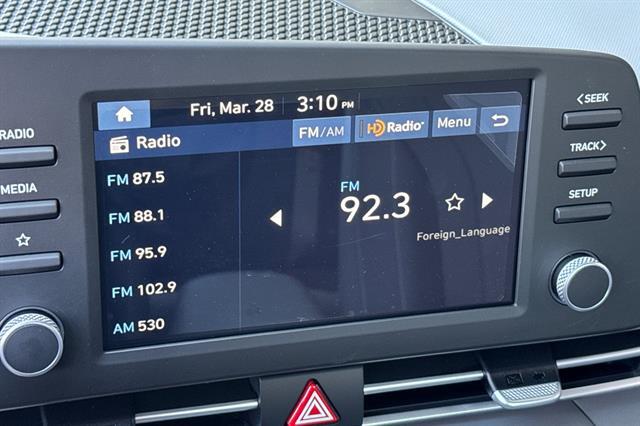 Fri, Mar. 28 3:10 PM
Radio FM/AM HD Radio Menu
FM 87.5
FM 88.1
FM 95.9
FM 102.9
AM 530
FM
92.3
Foreign_Language
RADIO
MEDIA
<SEEK
TRACK>
SETUP